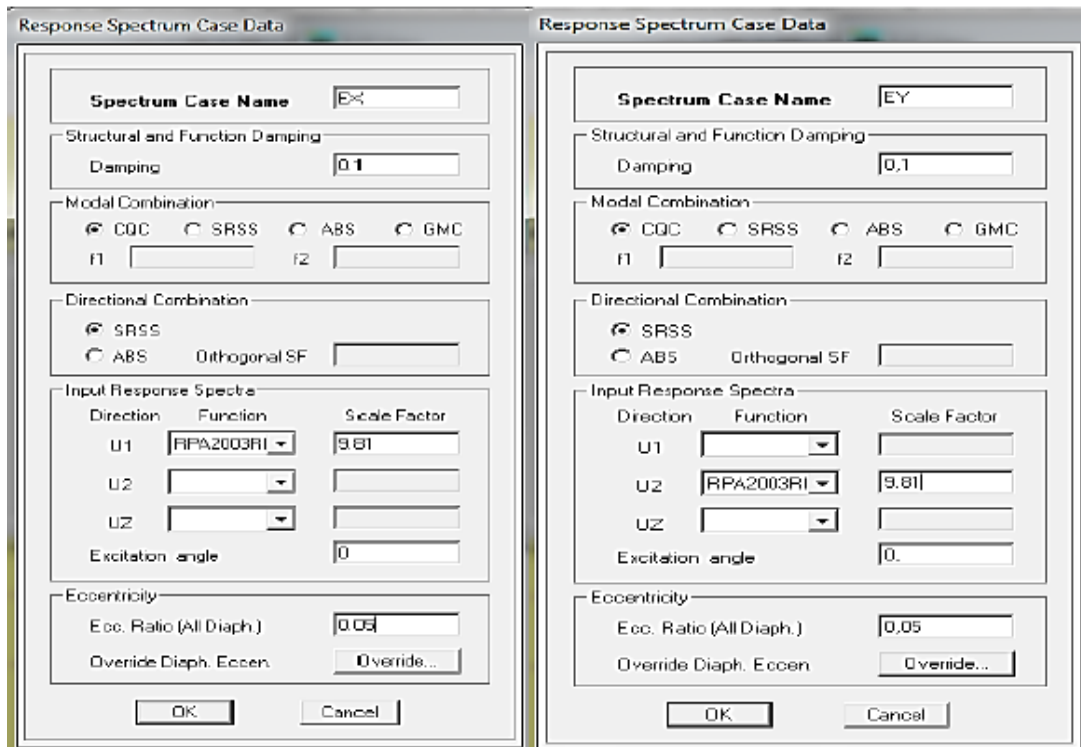 Response Spectrum Case Data
Spectrum Case Name EX
Structural and Function Damping
Damping 0.1
Modal Combination
CQC SRSS ABS GMC
f1 f2
Directional Combination
SRSS
ABS Orthogonal SF
Input Response Spectra
Direction Function Scale Factor
U1 RPA2003RI 9.81
U2
UZ
Excitation angle 0
Eccentricity
Ecc. Ratio (All Diaph.) 0.05
Override Diaph. Eccen. Override...
OK Cancel
Response Spectrum Case Data
Spectrum Case Name EY
Structural and Function Damping
Damping 0,1
Modal Combination
CQC SRSS ABS GMC
f1 f2
Directional Combination
SRSS
ABS Orthogonal SF
Input Response Spectra
Direction Function Scale Factor
U1
U2 RPA2003RI 9.81
UZ
Excitation angle 0.
Eccentricity
Ecc. Ratio (All Diaph.) 0,05
Override Diaph. Eccen. Override...
OK Cancel